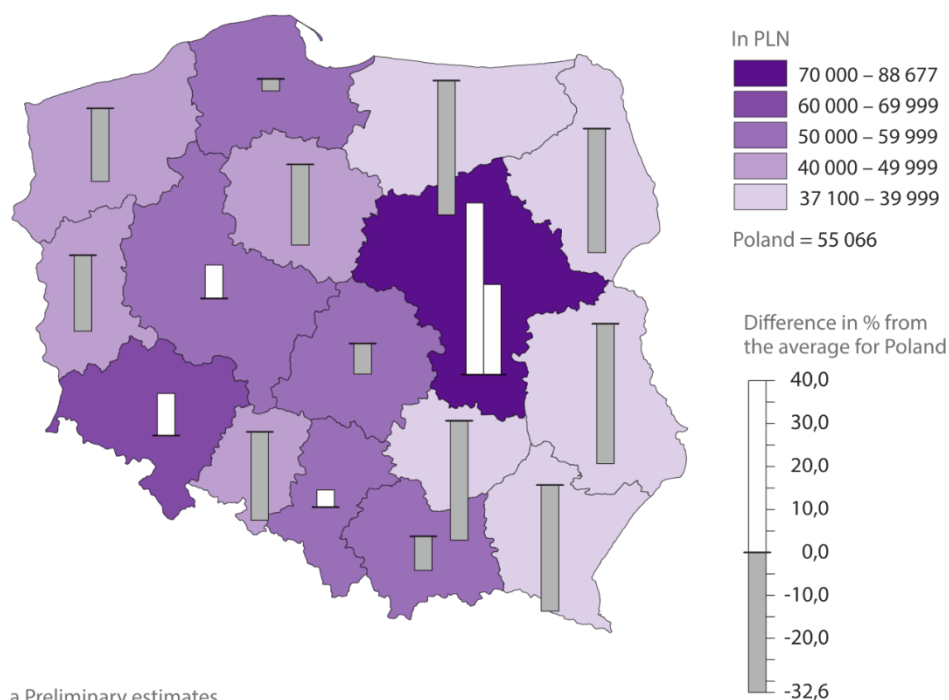 In PLN
70 000 – 88 677
60 000 – 69 999
50 000 – 59 999
40 000 – 49 999
37 100 – 39 999
Poland = 55 066
Difference in % from
the average for Poland
40,0
30,0
20,0
10,0
0,0
-10,0
-20,0
-32,6
a Preliminary estimates